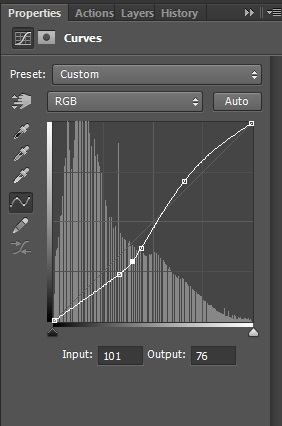 Properties Actions Layers History
Curves
Preset: Custom
RGB Auto
Input: 101 Output: 76